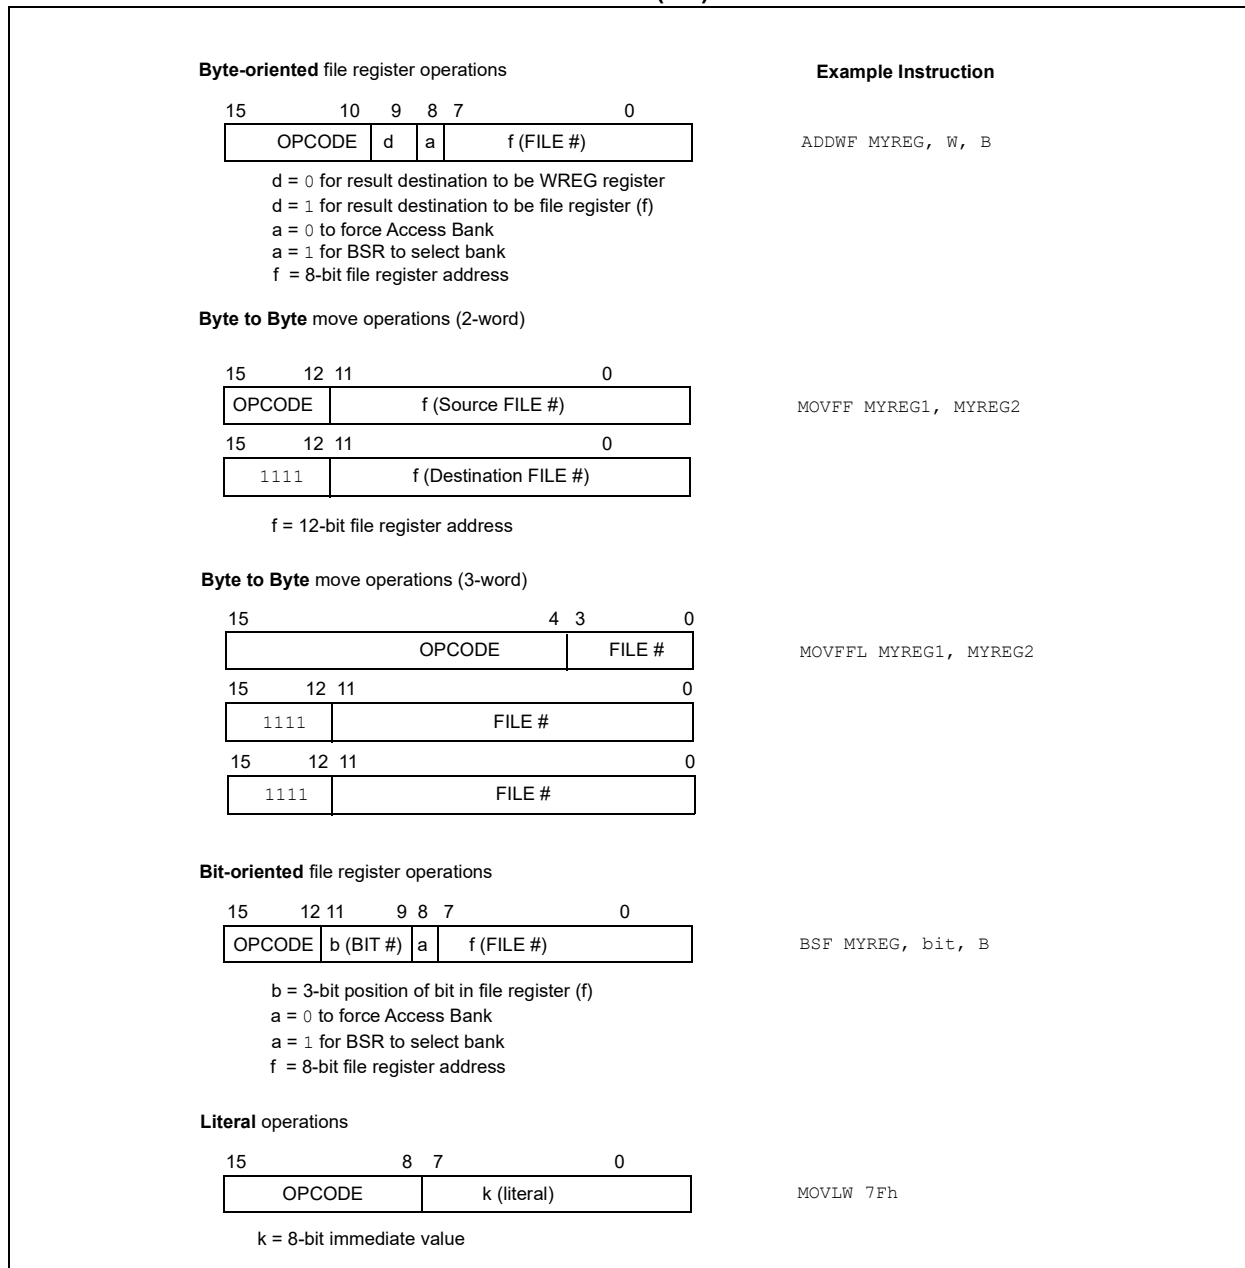 Byte-oriented file register operations Example Instruction
15 10 9 8 7 0
OPCODE d a f (FILE #) ADDWF MYREG, W, B
d = 0 for result destination to be WREG register
d = 1 for result destination to be file register (f)
a = 0 to force Access Bank
a = 1 for BSR to select bank
f = 8-bit file register address
Byte to Byte move operations (2-word)
15 12 11 0
OPCODE f (Source FILE #) MOVFF MYREG1, MYREG2
15 12 11 0
1111 f (Destination FILE #)
f = 12-bit file register address
Byte to Byte move operations (3-word)
15 4 3 0
OPCODE FILE # MOVFFL MYREG1, MYREG2
15 12 11 0
1111 FILE #
15 12 11 0
1111 FILE #
Bit-oriented file register operations
15 12 11 9 8 7 0
OPCODE b (BIT #) a f (FILE #) BSF MYREG, bit, B
b = 3-bit position of bit in file register (f)
a = 0 to force Access Bank
a = 1 for BSR to select bank
f = 8-bit file register address
Literal operations
15 8 7 0
OPCODE k (literal) MOVLW 7Fh
k = 8-bit immediate value